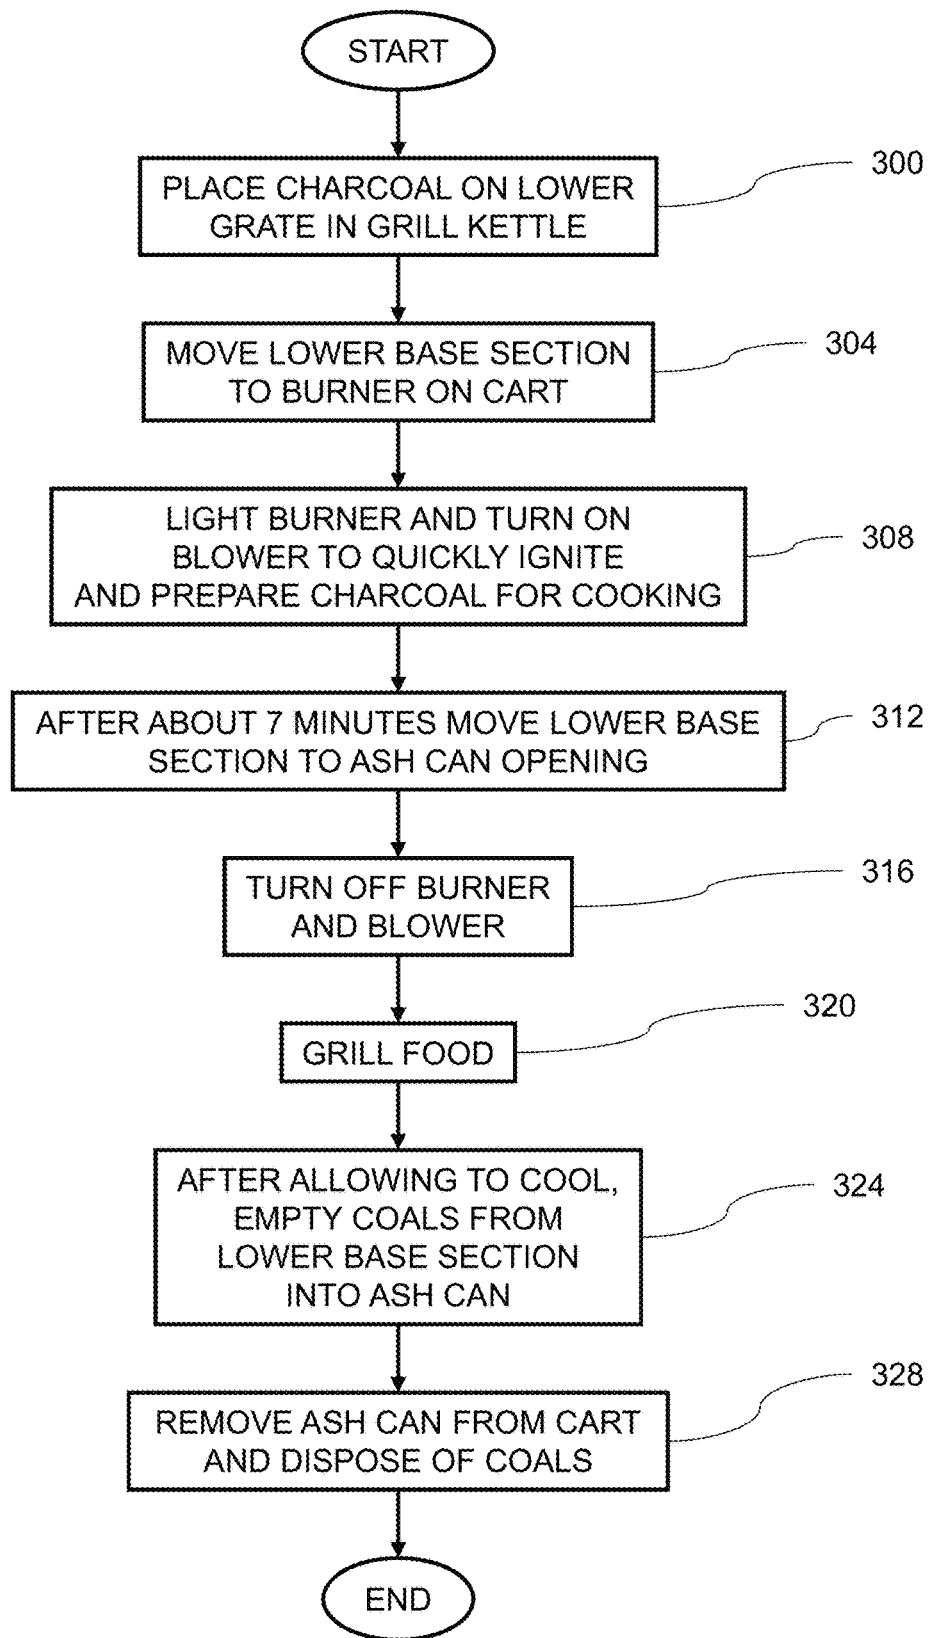 START
300
PLACE CHARCOAL ON LOWER
GRATE IN GRILL KETTLE
304
MOVE LOWER BASE SECTION
TO BURNER ON CART
308
LIGHT BURNER AND TURN ON
BLOWER TO QUICKLY IGNITE
AND PREPARE CHARCOAL FOR COOKING
312
AFTER ABOUT 7 MINUTES MOVE LOWER BASE
SECTION TO ASH CAN OPENING
316
TURN OFF BURNER
AND BLOWER
320
GRILL FOOD
324
AFTER ALLOWING TO COOL,
EMPTY COALS FROM
LOWER BASE SECTION
INTO ASH CAN
328
REMOVE ASH CAN FROM CART
AND DISPOSE OF COALS
END